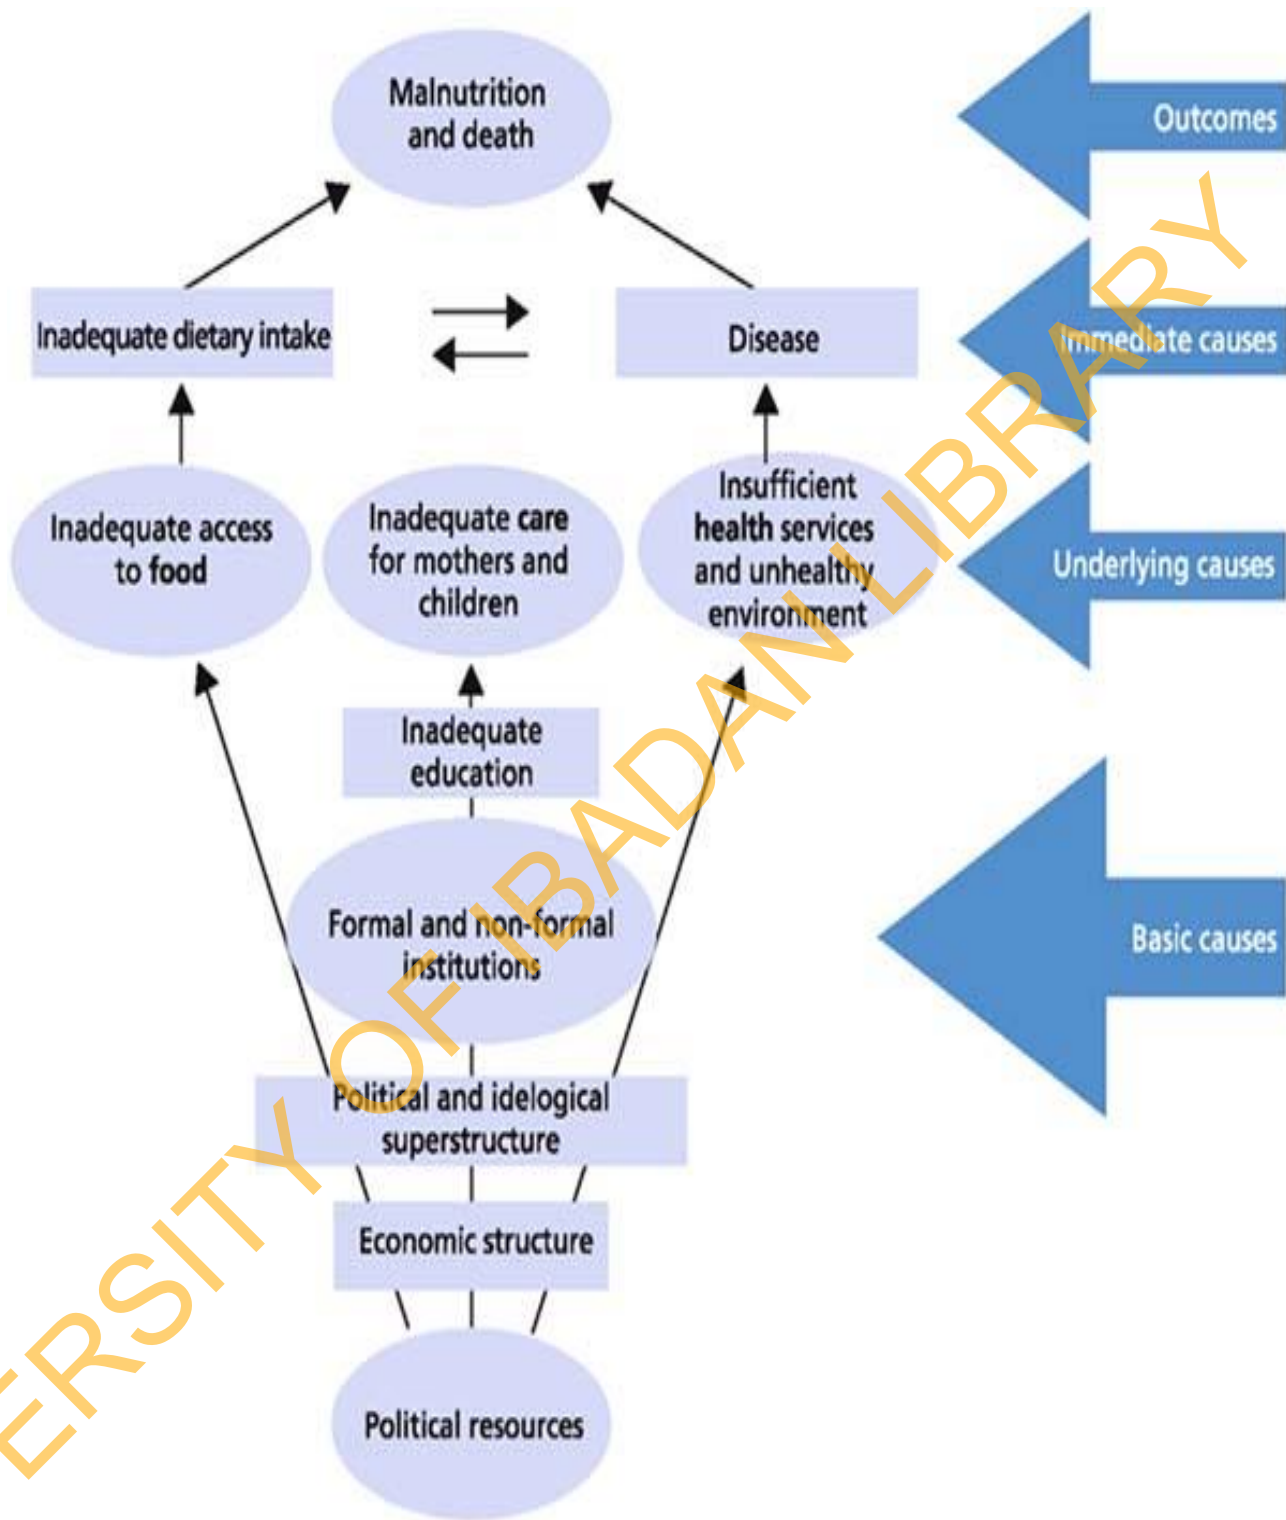 Malnutrition
and death
Outcomes
Inadequate dietary intake
Disease
Immediate causes
Inadequate access
to food
Inadequate care
for mothers and
children
Insufficient
health services
and unhealthy
environment
Underlying causes
Inadequate
education
Formal and non-formal
institutions
Basic causes
Political and idelogical
superstructure
Economic structure
Political resources
ERSITY OF IBADAN LIBRARY